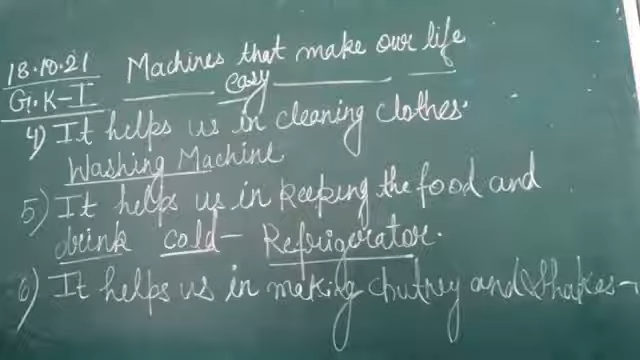 18.10.21 Machines that make our life
G.K-I easy
4) It helps us in cleaning clothes.
Washing Machine
5) It helps us in keeping the food and
drink cold - Refrigerator.
6) It helps us in making chutney and Shakes -